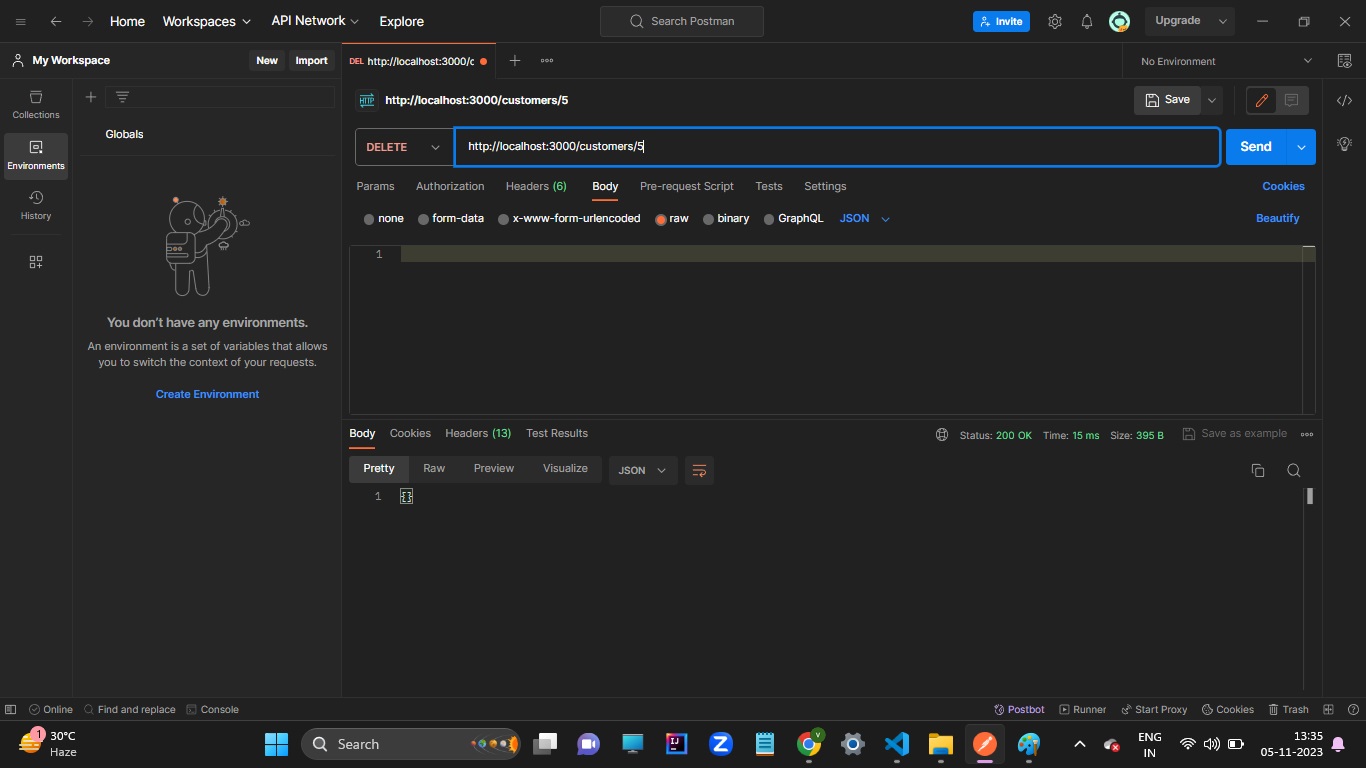 Home Workspaces API Network Explore Search Postman Invite Upgrade
My Workspace New Import DEL http://localhost:3000/c No Environment
Collections
Environments
History
Globals
You don't have any environments.
An environment is a set of variables that allows
you to switch the context of your requests.
Create Environment
HTTP http://localhost:3000/customers/5 Save
DELETE http://localhost:3000/customers/5 Send
Params Authorization Headers (6) Body Pre-request Script Tests Settings Cookies
none form-data x-www-form-urlencoded raw binary GraphQL JSON Beautify
1
Body Cookies Headers (13) Test Results Status: 200 OK Time: 15 ms Size: 395 B Save as example
Pretty Raw Preview Visualize JSON
1 {}
Online Find and replace Console Postbot Runner Start Proxy Cookies Trash
1 30°C
Haze
Search
IJ
Z
V
ENG
IN
13:35
05-11-2023